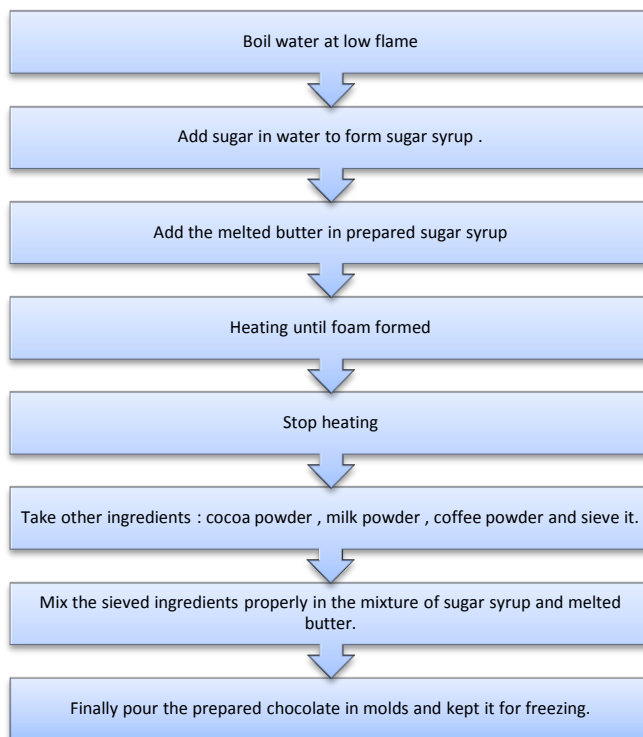 Boil water at low flame
Add sugar in water to form sugar syrup .
Add the melted butter in prepared sugar syrup
Heating until foam formed
Stop heating
Take other ingredients : cocoa powder , milk powder , coffee powder and sieve it.
Mix the sieved ingredients properly in the mixture of sugar syrup and melted
butter.
Finally pour the prepared chocolate in molds and kept it for freezing.